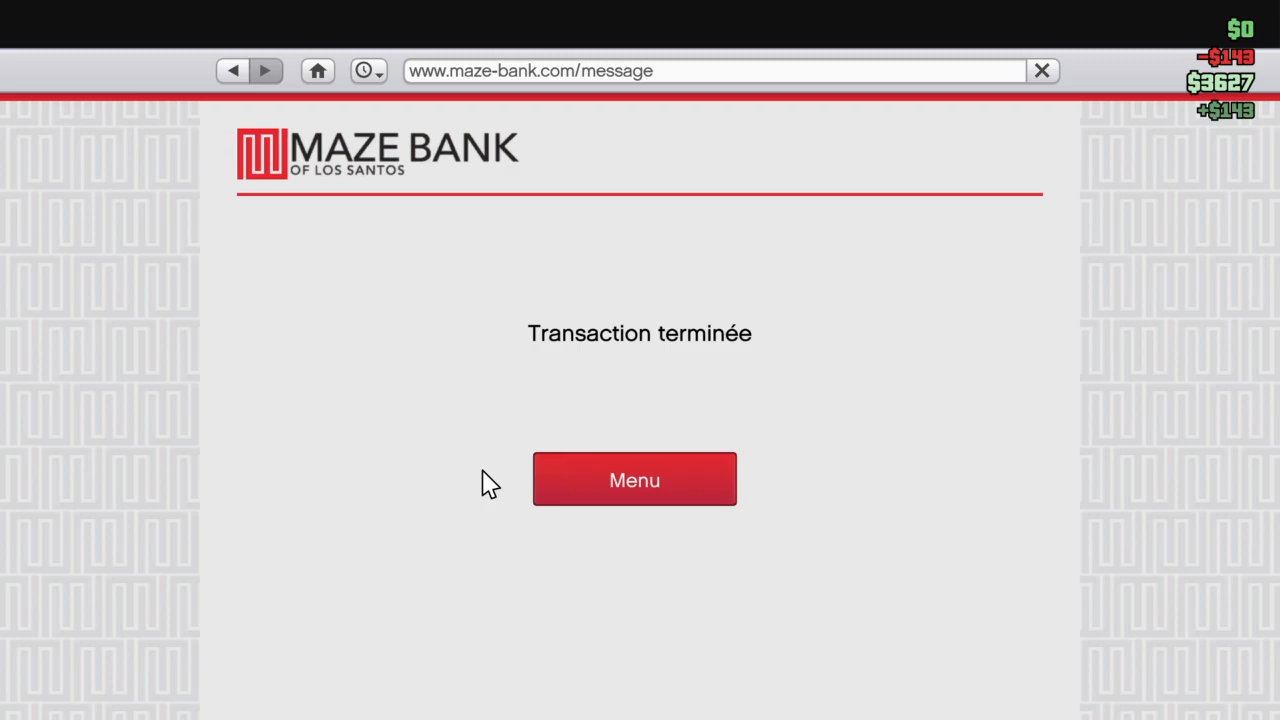 $0
-$143
www.maze-bank.com/message
$3627
+$143
MAZE BANK
OF LOS SANTOS
Transaction terminée
Menu